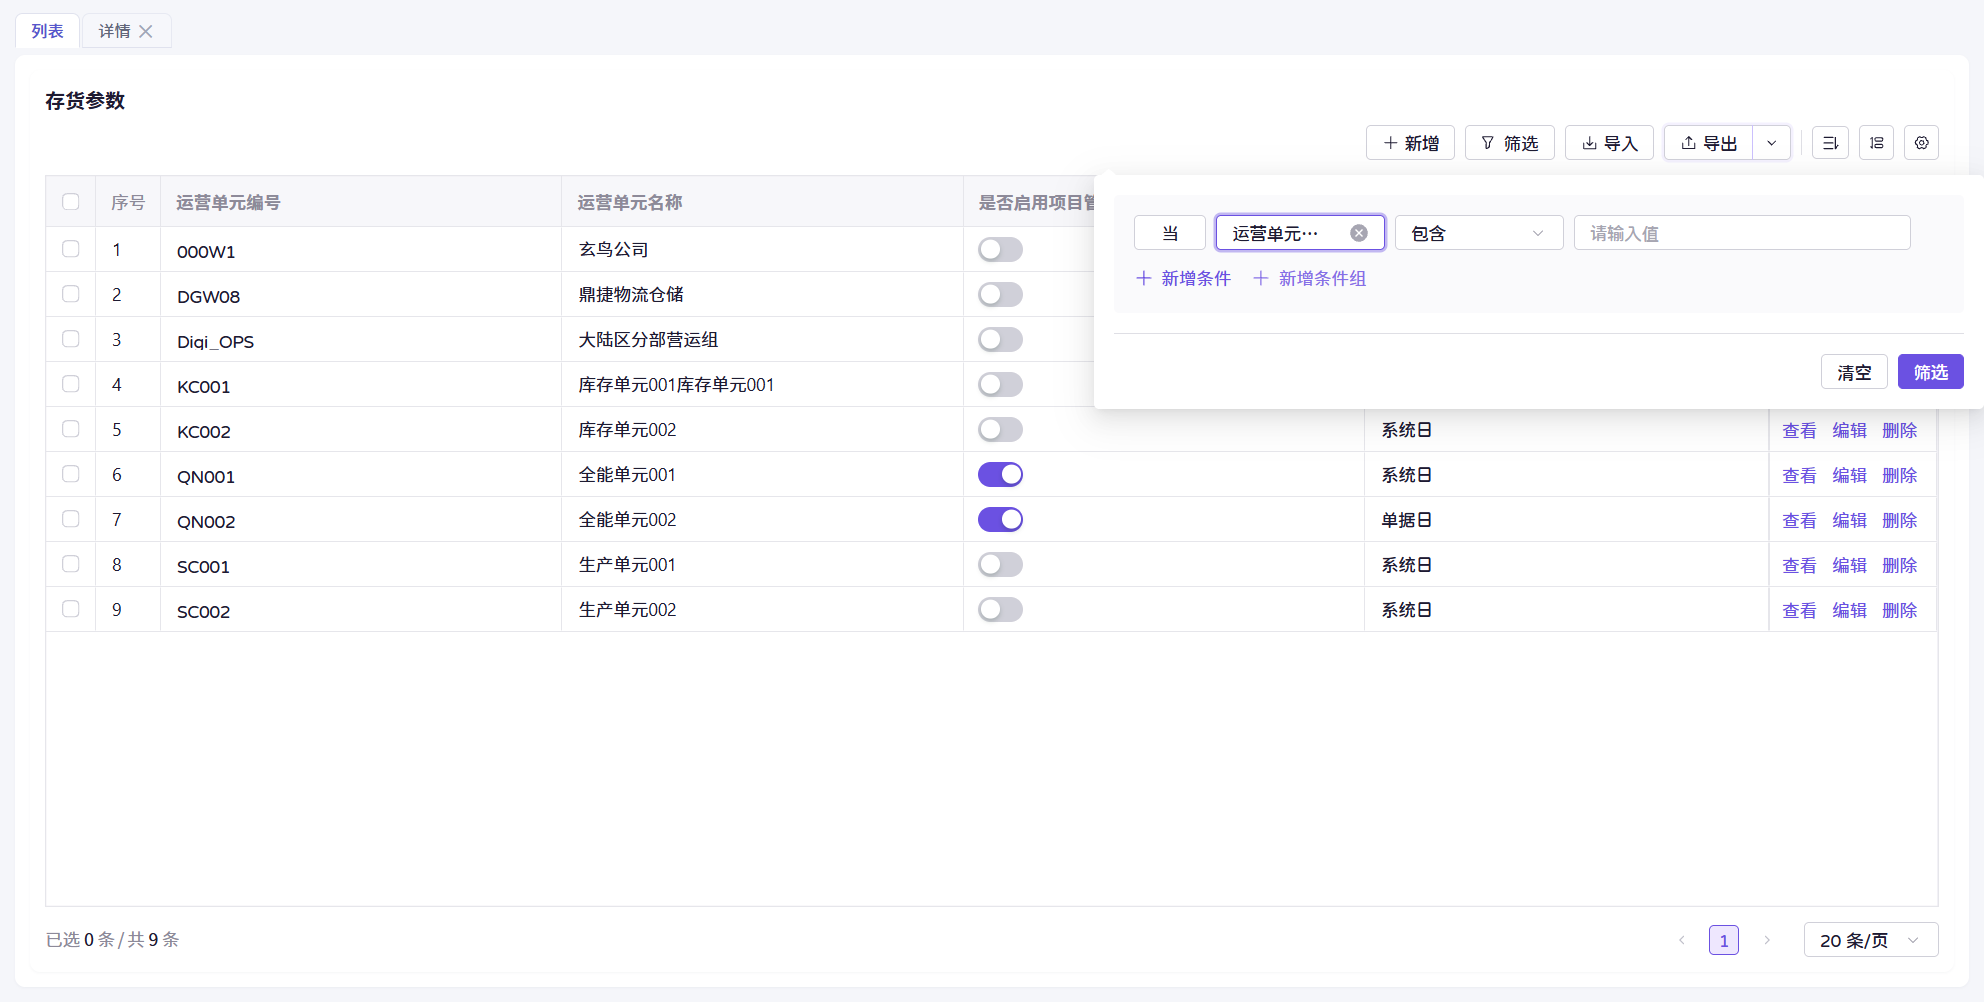 列表 详情
存货参数
新增 筛选 导入 导出
序号 运营单元编号 运营单元名称 是否启用项目管
当 运营单元··· 包含 请输入值
新增条件 新增条件组
清空 筛选
1 000W1 玄鸟公司
2 DGW08 鼎捷物流仓储
3 Digi_OPS 大陆区分部营运组
4 KC001 库存单元001库存单元001
5 KC002 库存单元002 系统日 查看 编辑 删除
6 QN001 全能单元001 系统日 查看 编辑 删除
7 QN002 全能单元002 单据日 查看 编辑 删除
8 SC001 生产单元001 系统日 查看 编辑 删除
9 SC002 生产单元002 系统日 查看 编辑 删除
已选 0 条 / 共 9 条 1 20 条/页